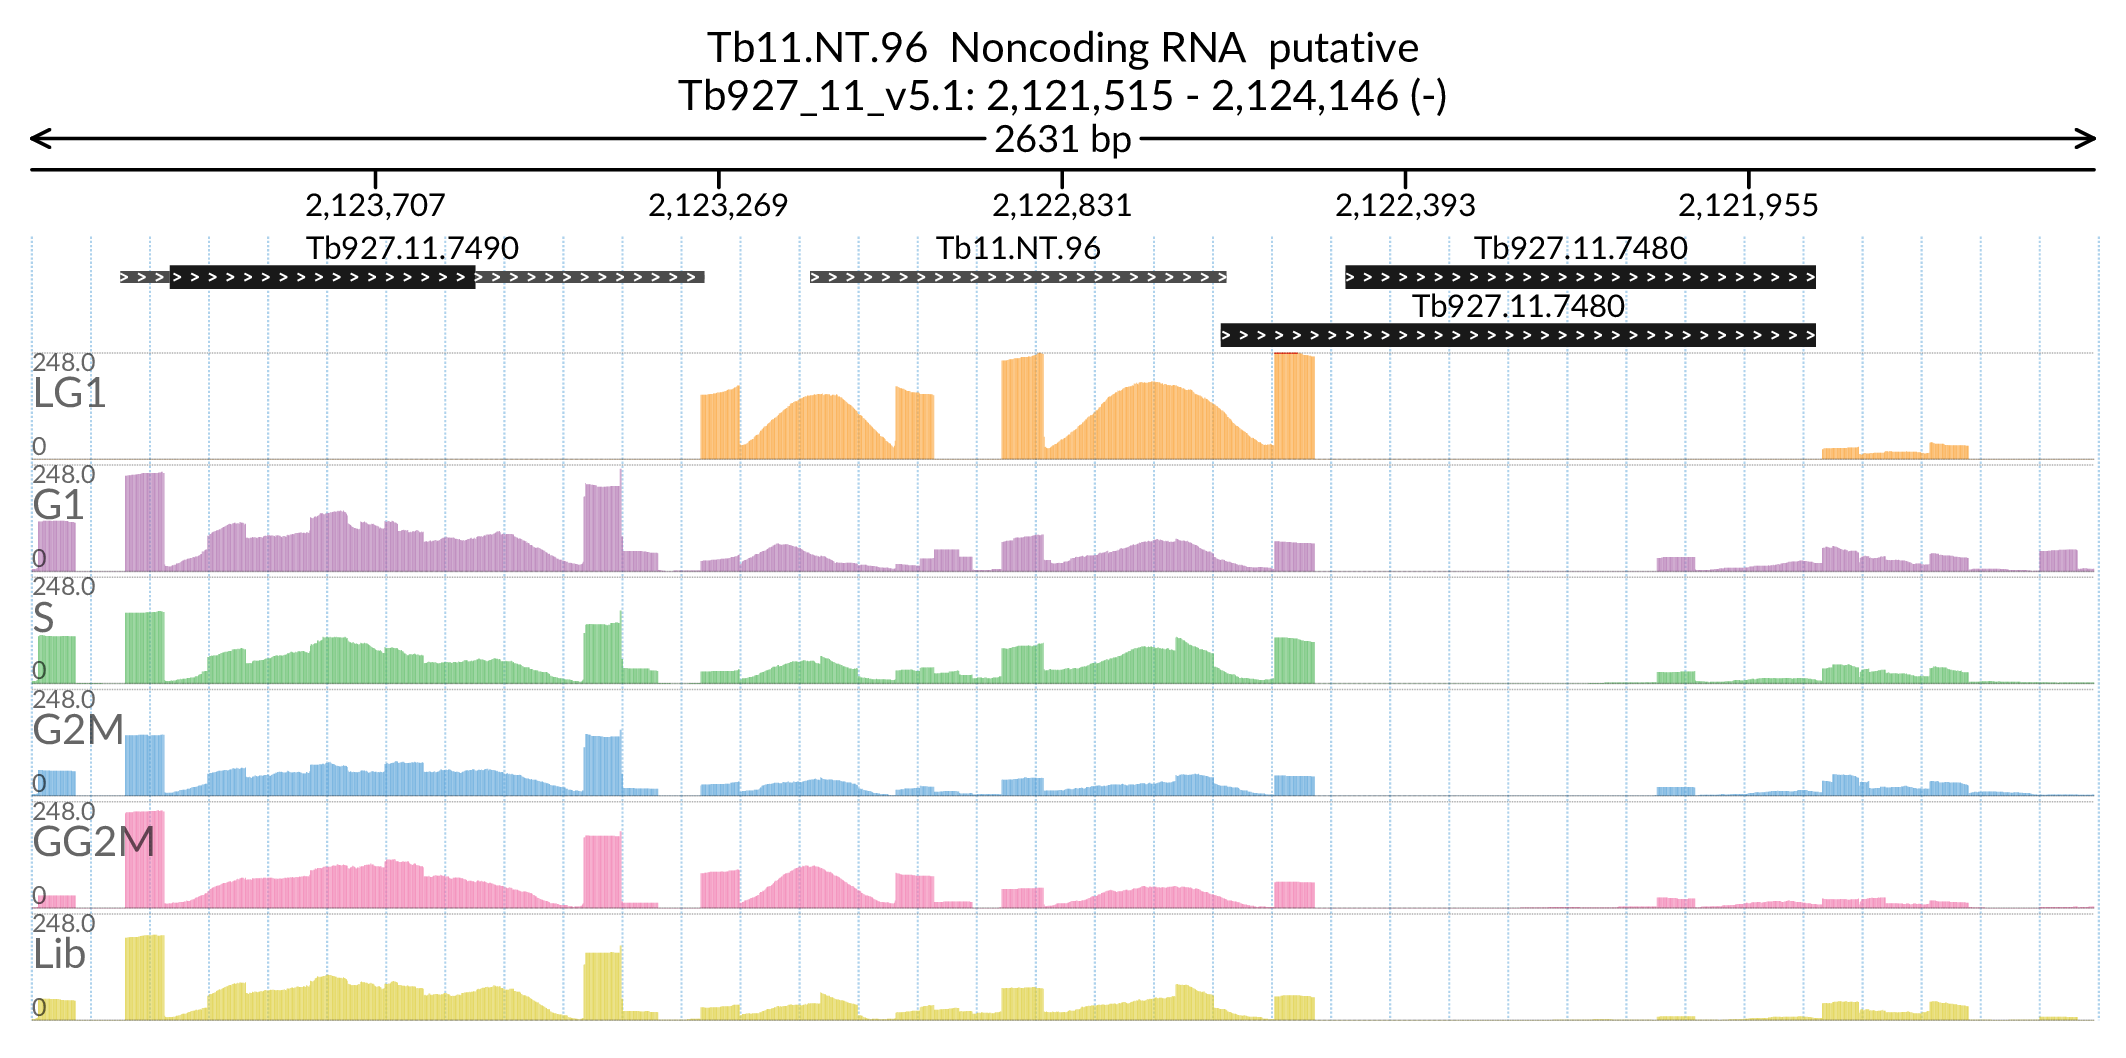 Tb11.NT.96 Noncoding RNA putative
Tb927_11_v5.1: 2,121,515 - 2,124,146 (-)
2631 bp
2,123,707 2,123,269 2,122,831 2,122,393 2,121,955
Tb927.11.7490 Tb11.NT.96 Tb927.11.7480
Tb927.11.7480
248.0
LG1
0
248.0
G1
0
248.0
S
0
248.0
G2M
0
248.0
GG2M
0
248.0
Lib
0